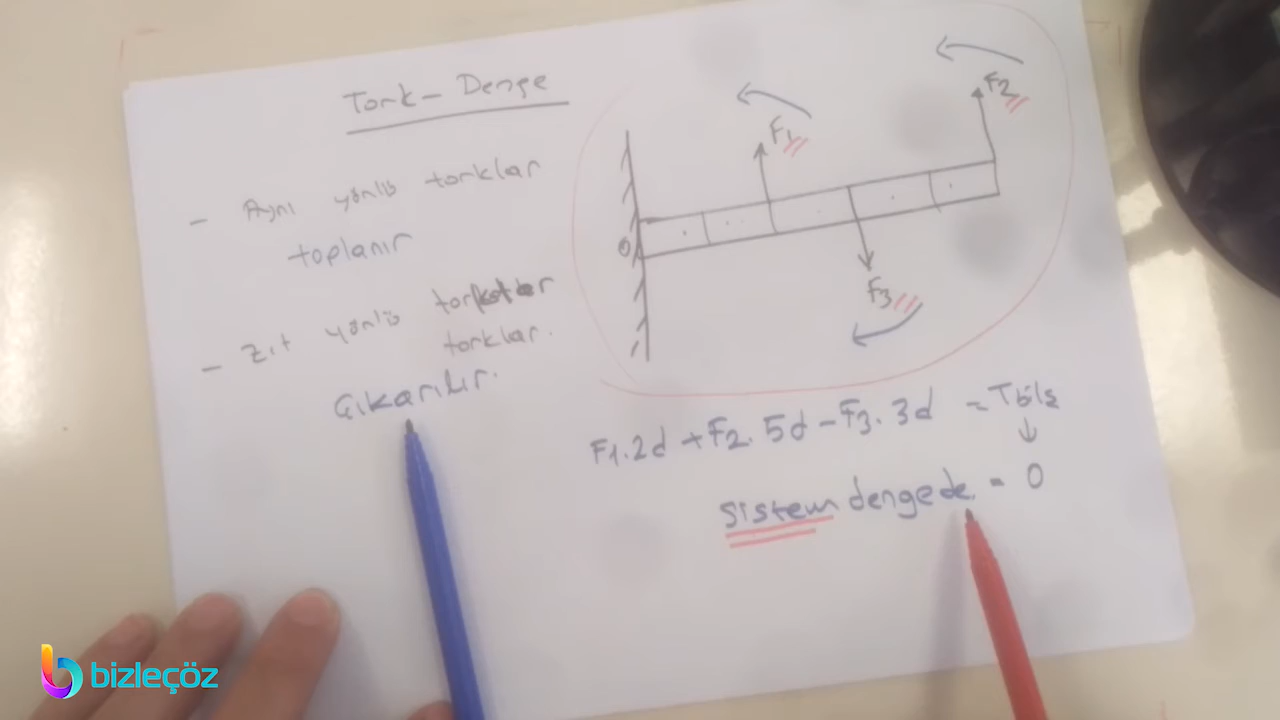 Tork - Denge
- Aynı yönlü torklar
toplanır
- Zıt yönlü
torklar.
Çıkarılır.
F1
F2
O
F3
F1.2d + F2.5d - F3.3d = Tbilş
Sistem dengede. = 0
bizleçöz